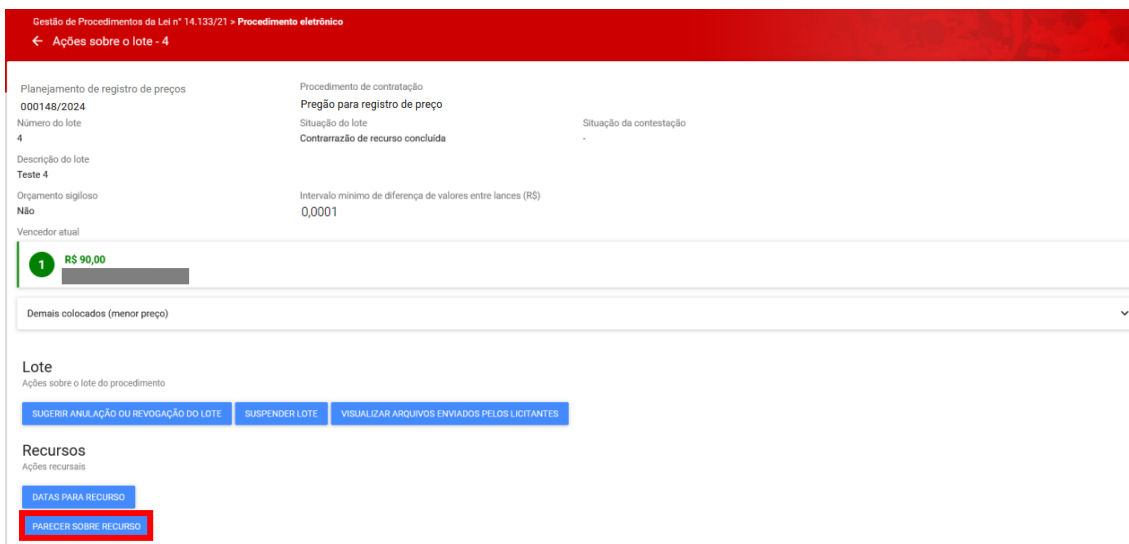 Gestão de Procedimentos da Lei n° 14.133/21 > Procedimento eletrônico
← Ações sobre o lote - 4
Planejamento de registro de preços
000148/2024
Procedimento de contratação
Pregão para registro de preço
Número do lote
4
Situação do lote
Contrarrazão de recurso concluída
Situação da contestação
-
Descrição do lote
Teste 4
Orçamento sigiloso
Não
Intervalo mínimo de diferença de valores entre lances (R$)
0,0001
Vencedor atual
1
R$ 90,00
Demais colocados (menor preço)
Lote
Ações sobre o lote do procedimento
SUGERIR ANULAÇÃO OU REVOGAÇÃO DO LOTE
SUSPENDER LOTE
VISUALIZAR ARQUIVOS ENVIADOS PELOS LICITANTES
Recursos
Ações recursais
DATAS PARA RECURSO
PARECER SOBRE RECURSO